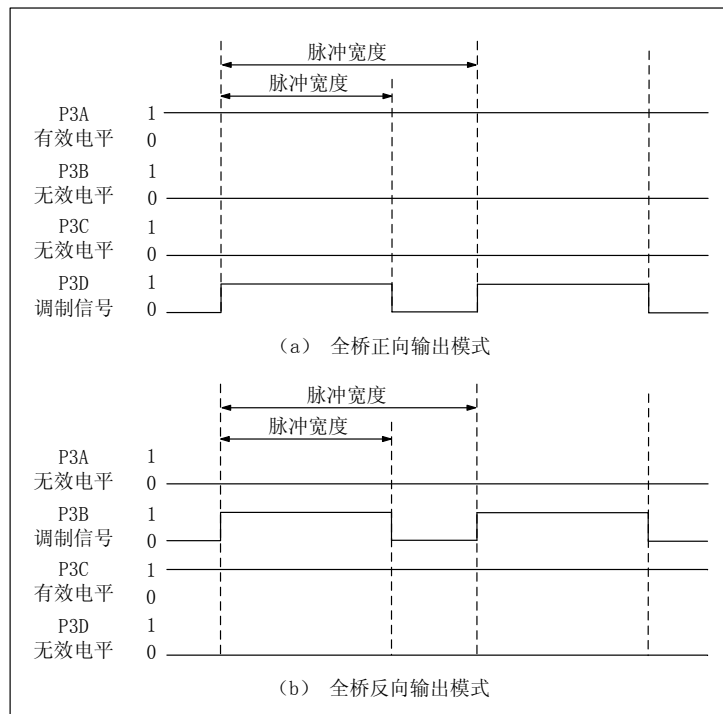 脉冲宽度
脉冲宽度
P3A 1
有效电平 0
P3B 1
无效电平 0
P3C 1
无效电平 0
P3D 1
调制信号 0
（a） 全桥正向输出模式
脉冲宽度
脉冲宽度
P3A 1
无效电平 0
P3B 1
调制信号 0
P3C 1
有效电平 0
P3D 1
无效电平 0
（b） 全桥反向输出模式